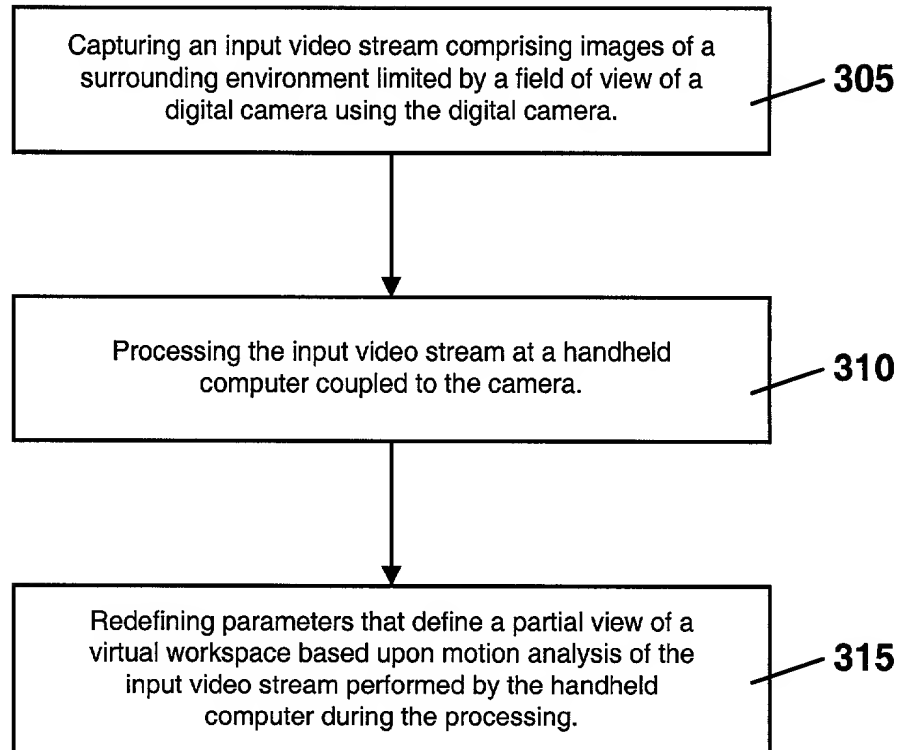 Capturing an input video stream comprising images of a
surrounding environment limited by a field of view of a
digital camera using the digital camera.
305
Processing the input video stream at a handheld
computer coupled to the camera.
310
Redefining parameters that define a partial view of a
virtual workspace based upon motion analysis of the
input video stream performed by the handheld
computer during the processing.
315